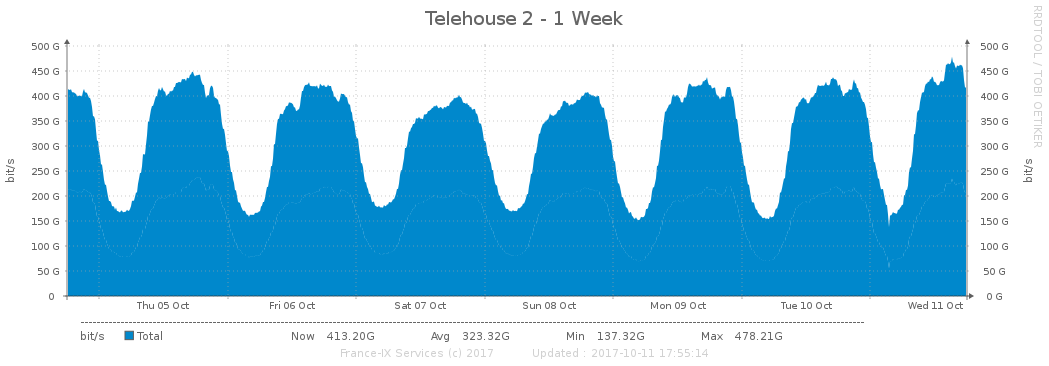 Telehouse 2 - 1 Week
RRDTOOL / TOBI OETIKER
500 G 500 G
450 G 450 G
400 G 400 G
350 G 350 G
300 G 300 G
250 G 250 G
200 G 200 G
150 G 150 G
100 G 100 G
50 G 50 G
0 0 G
bit/s
bit/s
Thu 05 Oct Fri 06 Oct Sat 07 Oct Sun 08 Oct Mon 09 Oct Tue 10 Oct Wed 11 Oct
bit/s Total Now 413.20G Avg 323.32G Min 137.32G Max 478.21G
France-IX Services (c) 2017 Updated : 2017-10-11 17:55:14